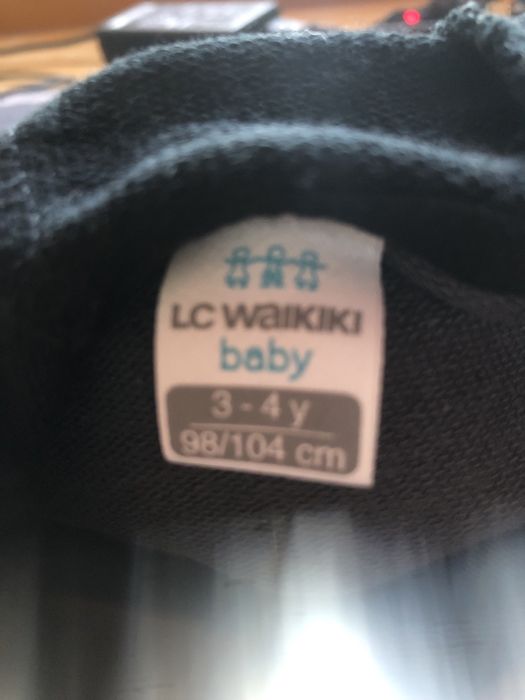 LC WAIKIKI
baby
3 - 4 y
98/104 cm